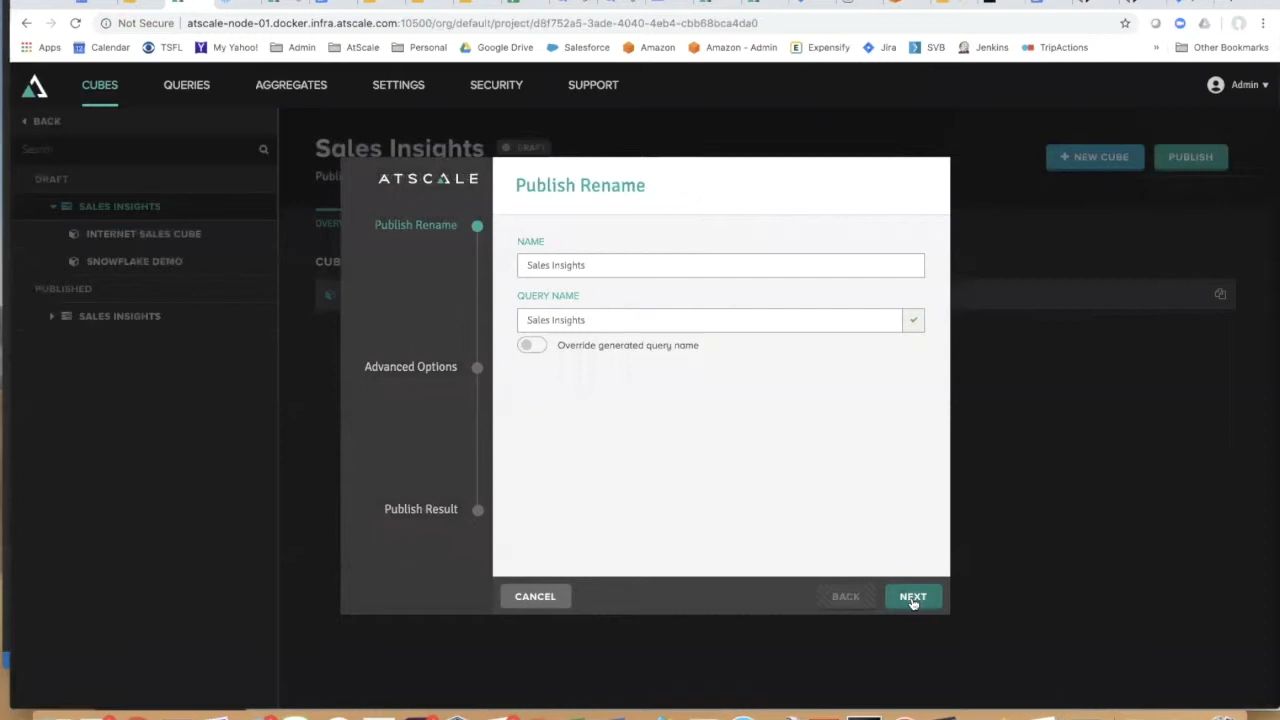 Not Secure | atscale-node-01.docker.infra.atscale.com:10500/org/default/project/d8f752a5-3ade-4040-4eb4-cbb68bca4da0
Apps Calendar TSFL My Yahoo! Admin AtScale Personal Google Drive Salesforce Amazon Amazon - Admin Expensify Jira SVB Jenkins TripActions » Other Bookmarks
CUBES QUERIES AGGREGATES SETTINGS SECURITY SUPPORT Admin
BACK
Search
DRAFT
SALES INSIGHTS
INTERNET SALES CUBE
SNOWFLAKE DEMO
PUBLISHED
SALES INSIGHTS
Sales Insights DRAFT
Publi
+ NEW CUBE PUBLISH
OVERV
CUB
ATSCALE
Publish Rename
Advanced Options
Publish Result
Publish Rename
NAME
Sales Insights
QUERY NAME
Sales Insights
Override generated query name
CANCEL BACK NEXT